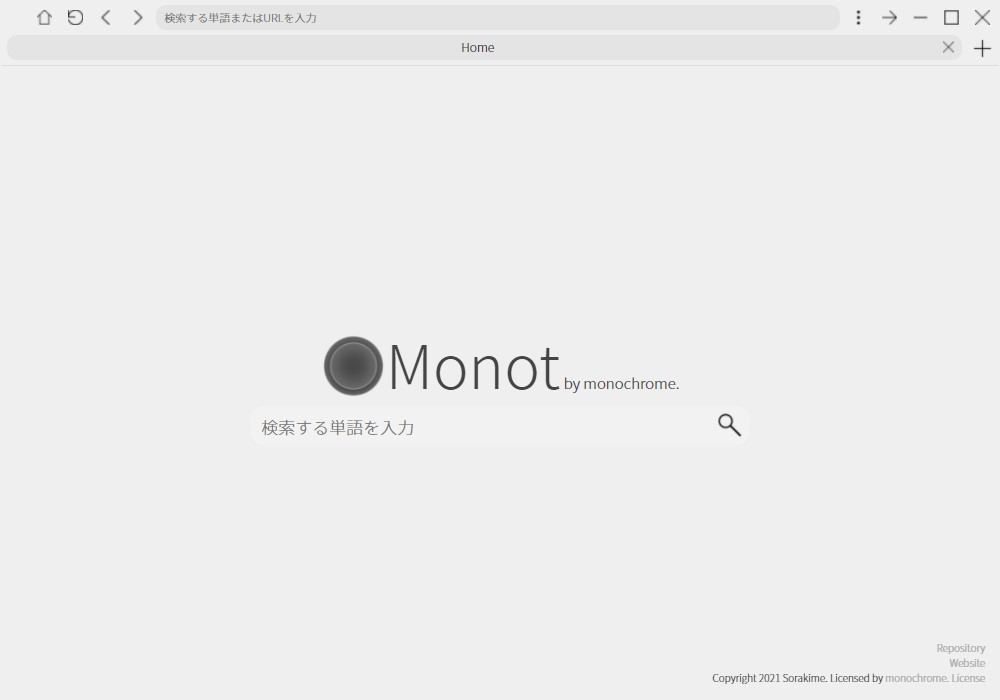 検索する単語またはURLを入力
Home
Monot by monochrome.
検索する単語を入力
Repository
Website
Copyright 2021 Sorakime. Licensed by monochrome. License